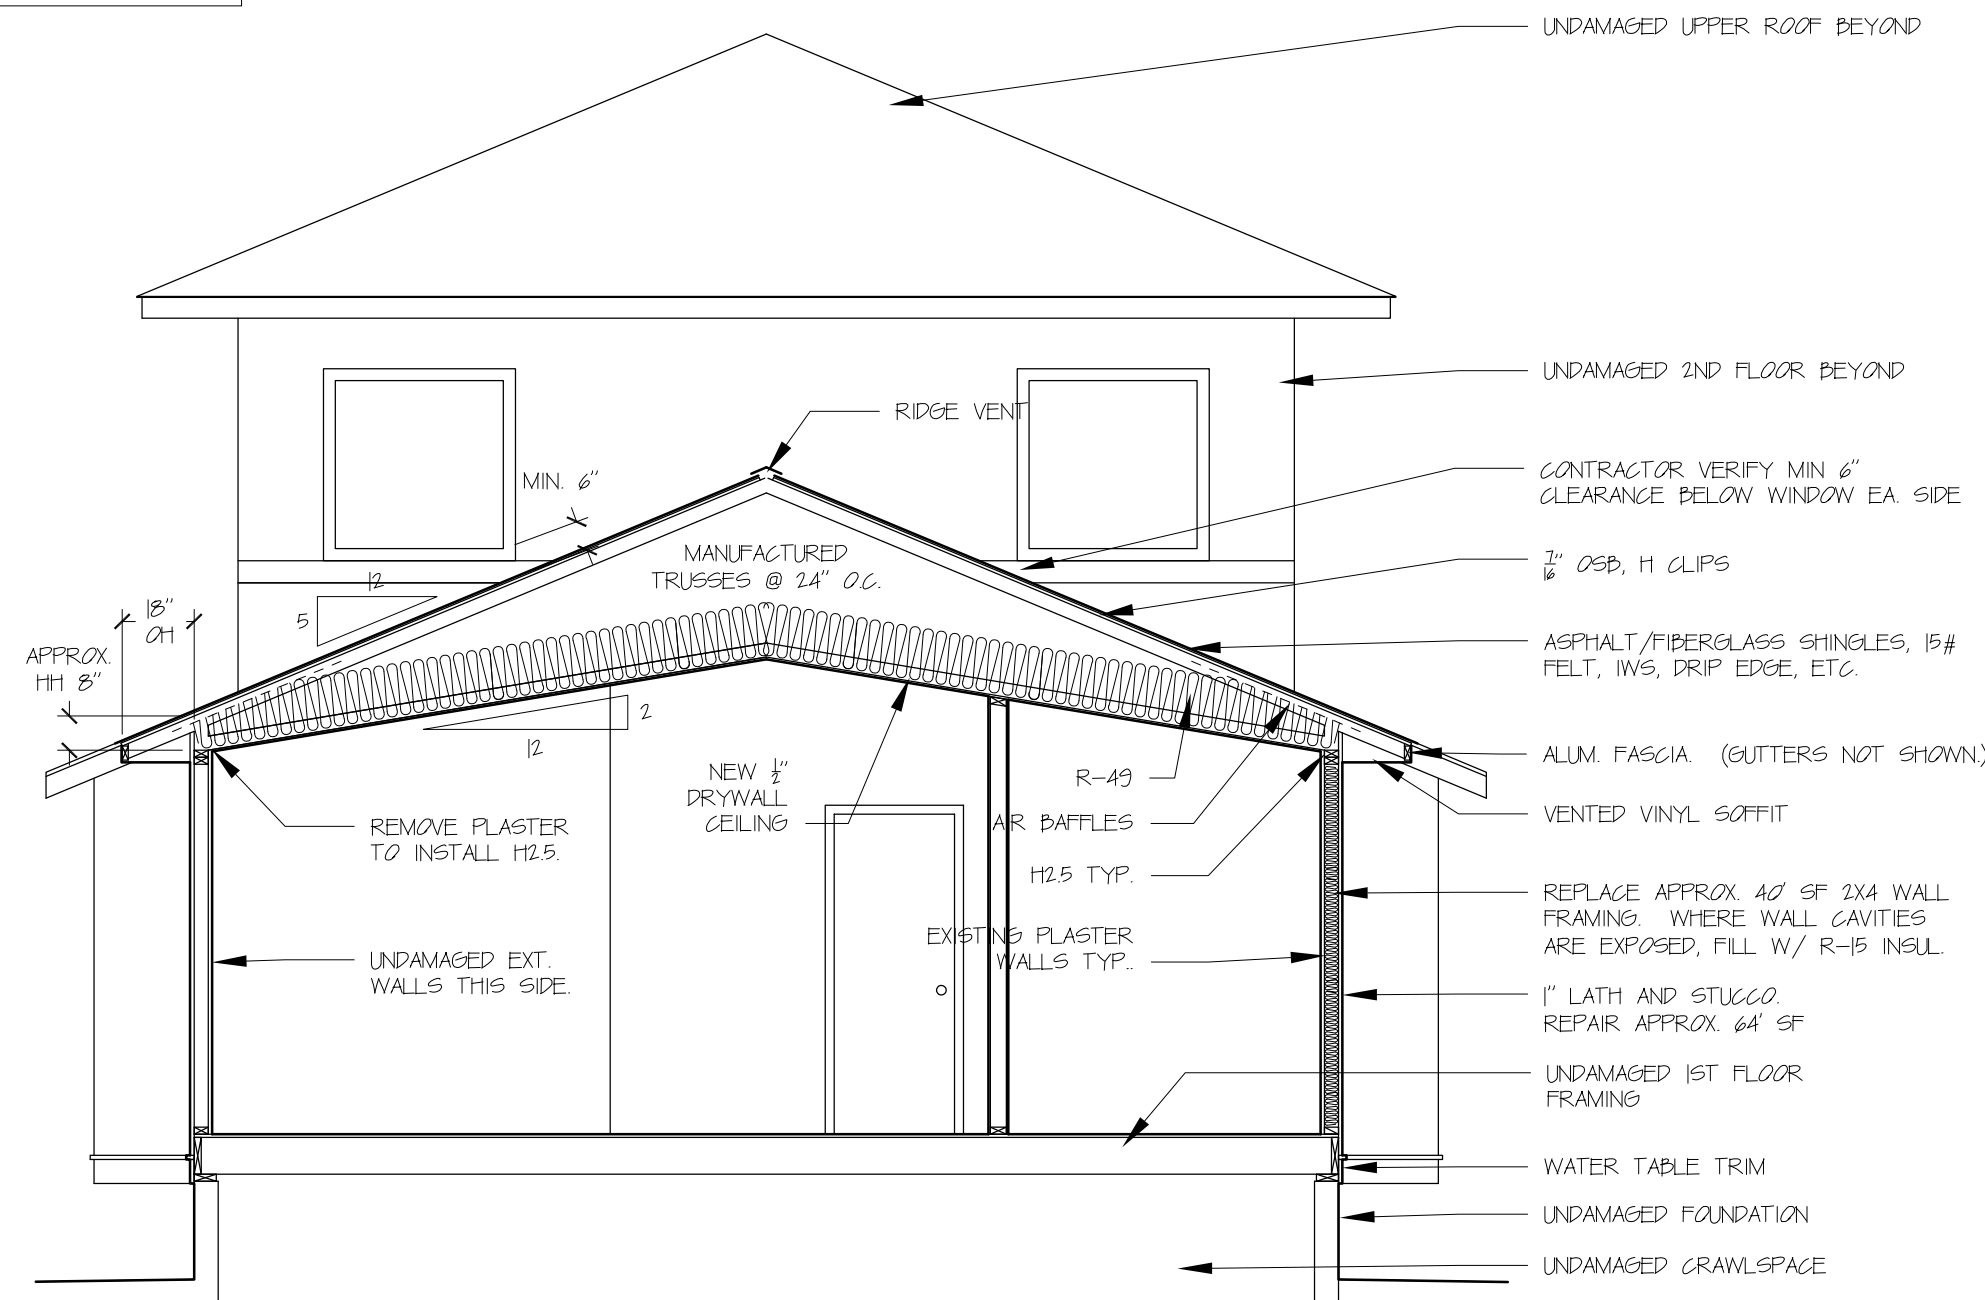 UNDAMAGED UPPER ROOF BEYOND
UNDAMAGED 2ND FLOOR BEYOND
RIDGE VENT
MIN. 6"
CONTRACTOR VERIFY MIN 6"
CLEARANCE BELOW WINDOW EA. SIDE
MANUFACTURED
TRUSSES @ 24" O.C.
7/16" OSB, H CLIPS
12
5
18"
OH
APPROX.
HH 8"
ASPHALT/FIBERGLASS SHINGLES, 15#
FELT, IWS, DRIP EDGE, ETC.
2
12
ALUM. FASCIA. (GUTTERS NOT SHOWN.)
NEW 1/2"
DRYWALL
CEILING
R-49
AIR BAFFLES
VENTED VINYL SOFFIT
REMOVE PLASTER
TO INSTALL H2.5.
H2.5 TYP.
REPLACE APPROX. 40' SF 2X4 WALL
FRAMING. WHERE WALL CAVITIES
ARE EXPOSED, FILL W/ R-15 INSUL.
EXISTING PLASTER
WALLS TYP..
UNDAMAGED EXT.
WALLS THIS SIDE.
1" LATH AND STUCCO.
REPAIR APPROX. 64' SF
UNDAMAGED 1ST FLOOR
FRAMING
WATER TABLE TRIM
UNDAMAGED FOUNDATION
UNDAMAGED CRAWLSPACE